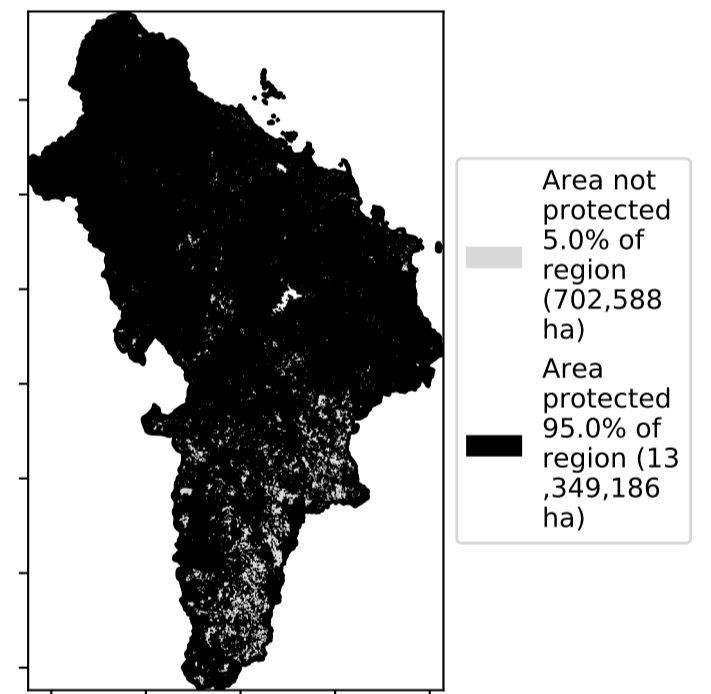 Area not
protected
5.0% of
region
(702,588
ha)
Area
protected
95.0% of
region (13
,349,186
ha)